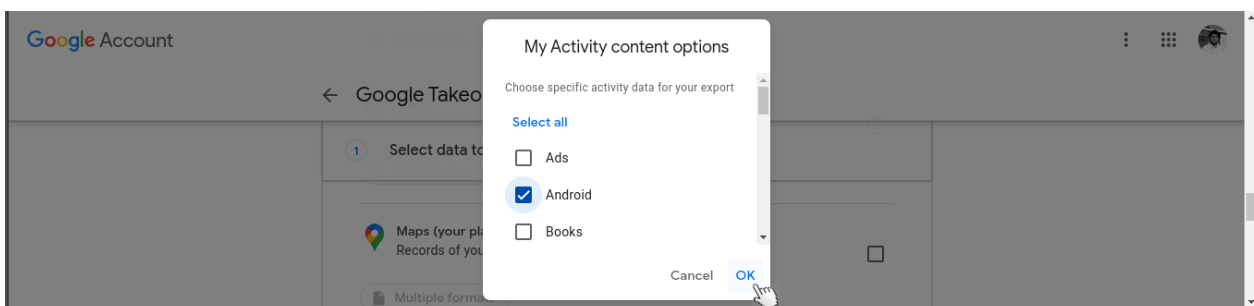 Google Account
My Activity content options
Choose specific activity data for your export
Google Takeo
Select all
1 Select data to
Ads
Android
Maps (your pla
Records of you
Books
Cancel OK
Multiple forma